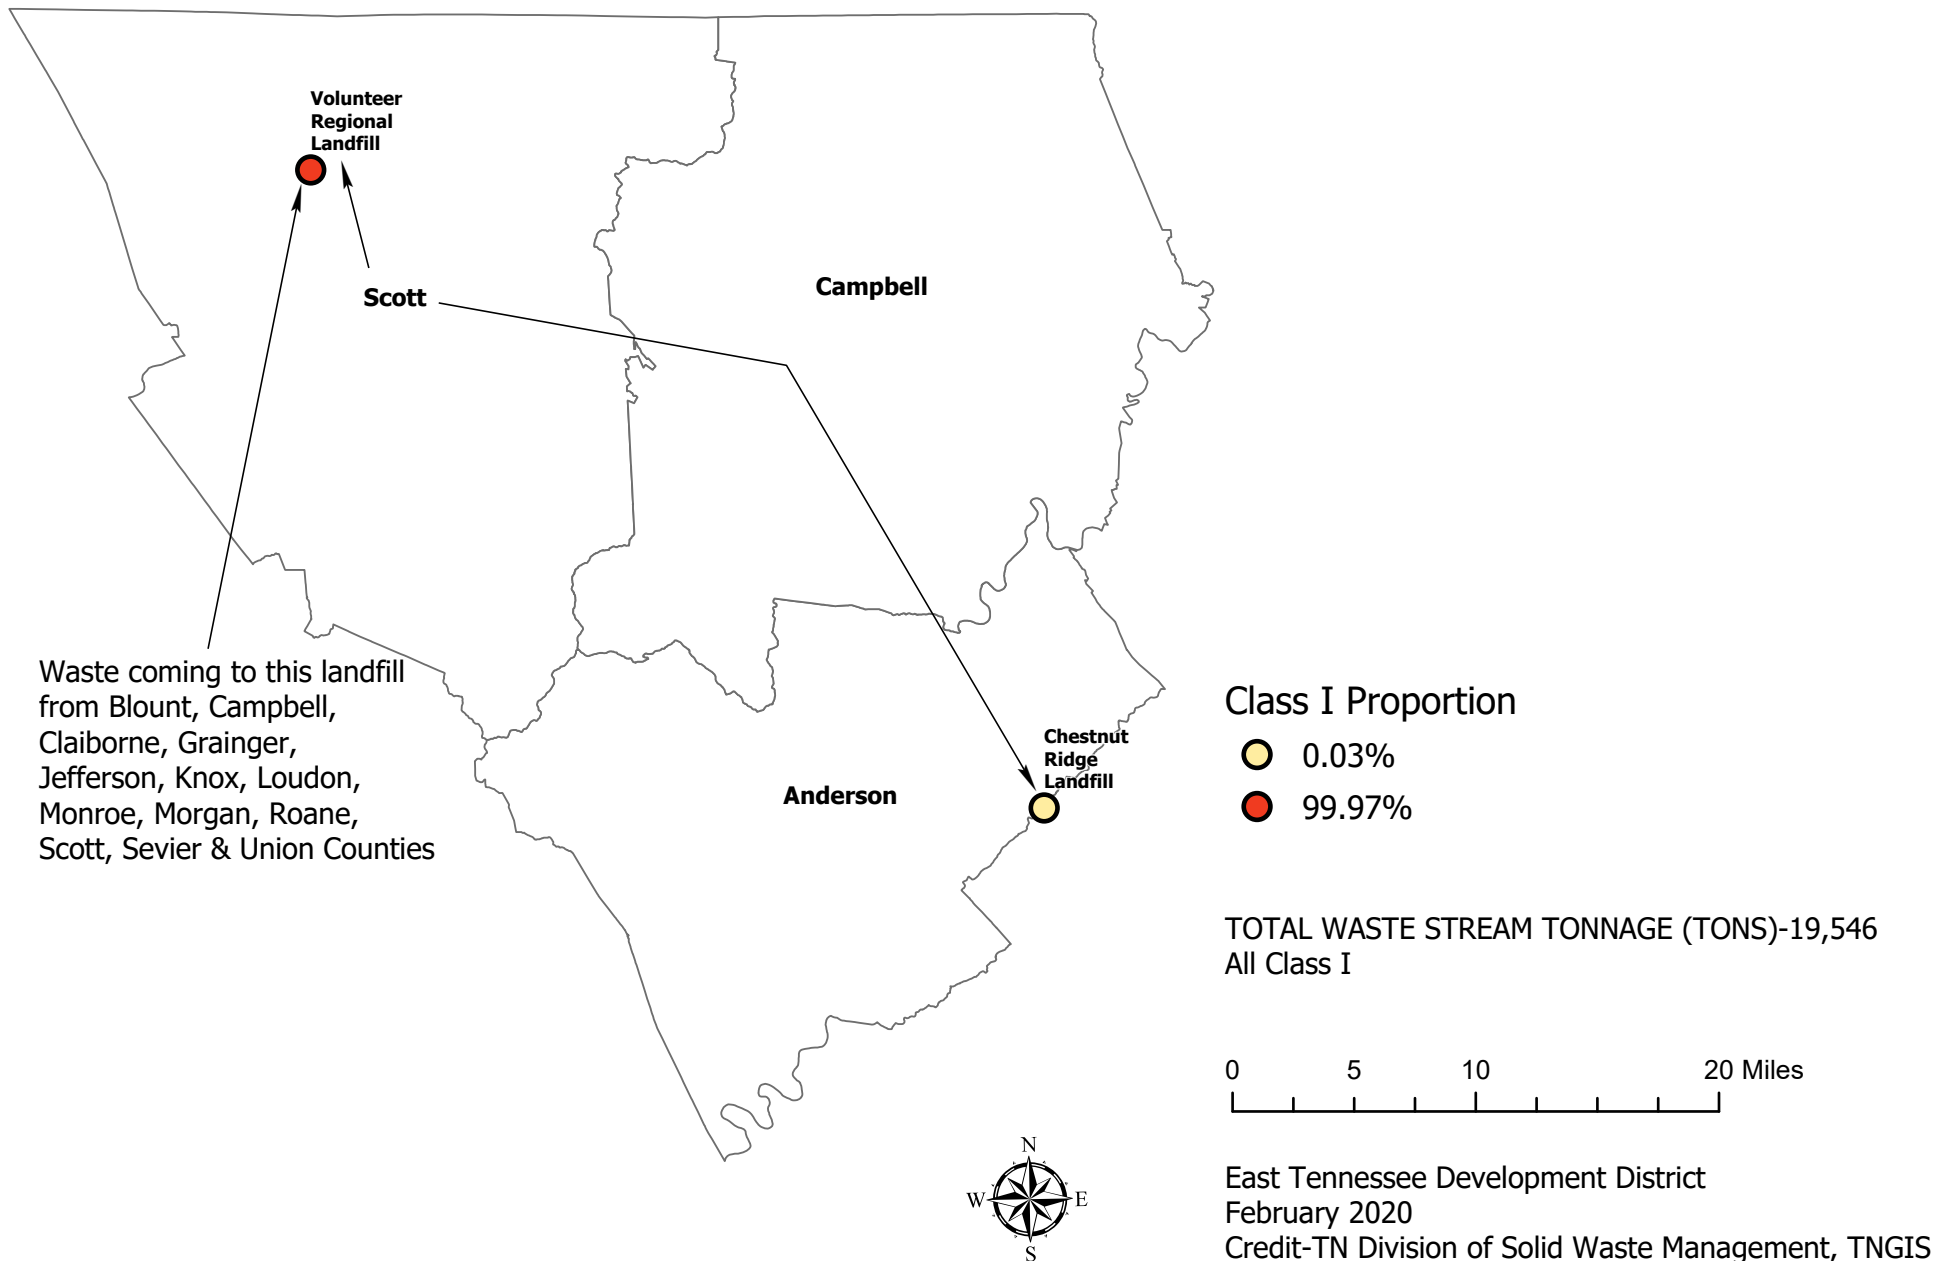 Volunteer
Regional
Landfill
Scott
Campbell
Waste coming to this landfill
from Blount, Campbell,
Claiborne, Grainger,
Jefferson, Knox, Loudon,
Monroe, Morgan, Roane,
Scott, Sevier & Union Counties
Anderson
Chestnut
Ridge
Landfill
Class I Proportion
0.03%
99.97%
TOTAL WASTE STREAM TONNAGE (TONS)-19,546
All Class I
0 5 10 20 Miles
N
W E
S
East Tennessee Development District
February 2020
Credit-TN Division of Solid Waste Management, TNGIS